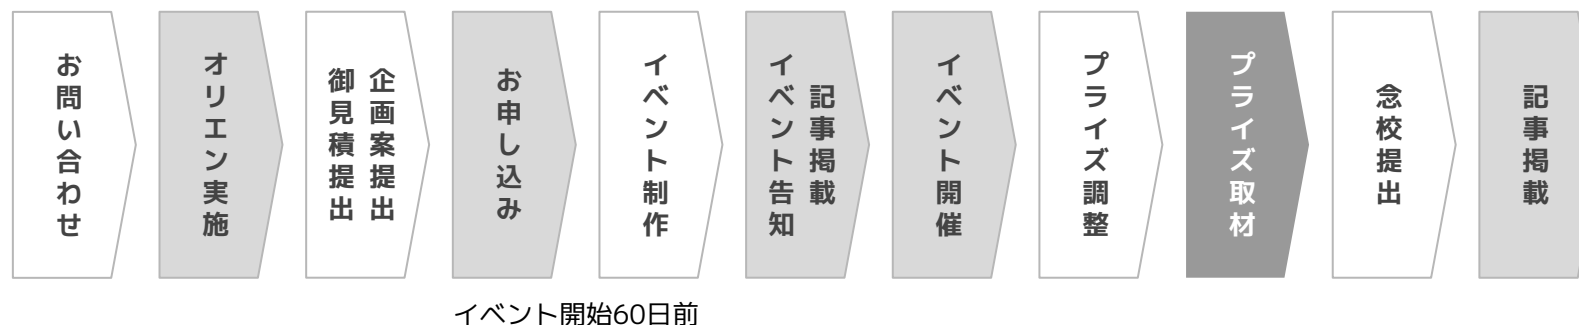 お問い合わせ
オリエン実施
企画案提出
御見積提出
お申し込み
イベント制作
記事掲載
イベント告知
イベント開催
プライズ調整
プライズ取材
念校提出
記事掲載
イベント開始60日前